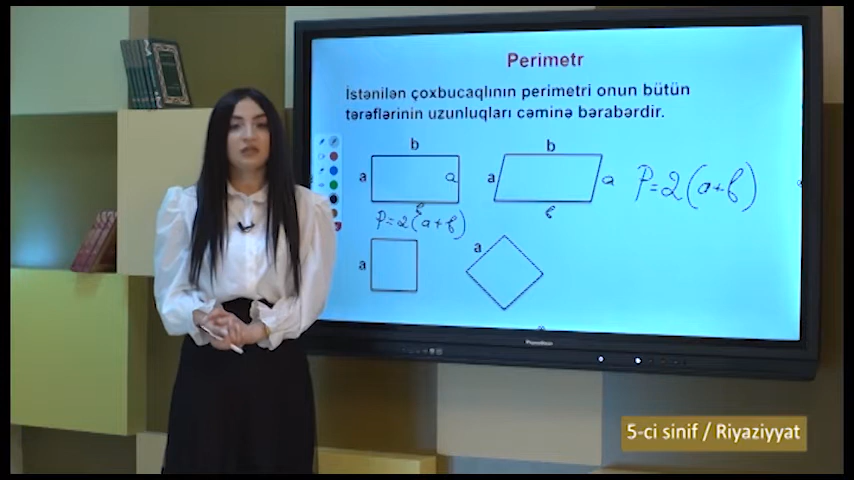 Perimetr
İstənilən çoxbucaqlının perimetri onun bütün
tərəflərinin uzunluqları cəminə bərabərdir.
b
a
a
b
P=2(a+b)
b
a
a
b
P=2(a+b)
a
a
5-ci sinif / Riyaziyyat